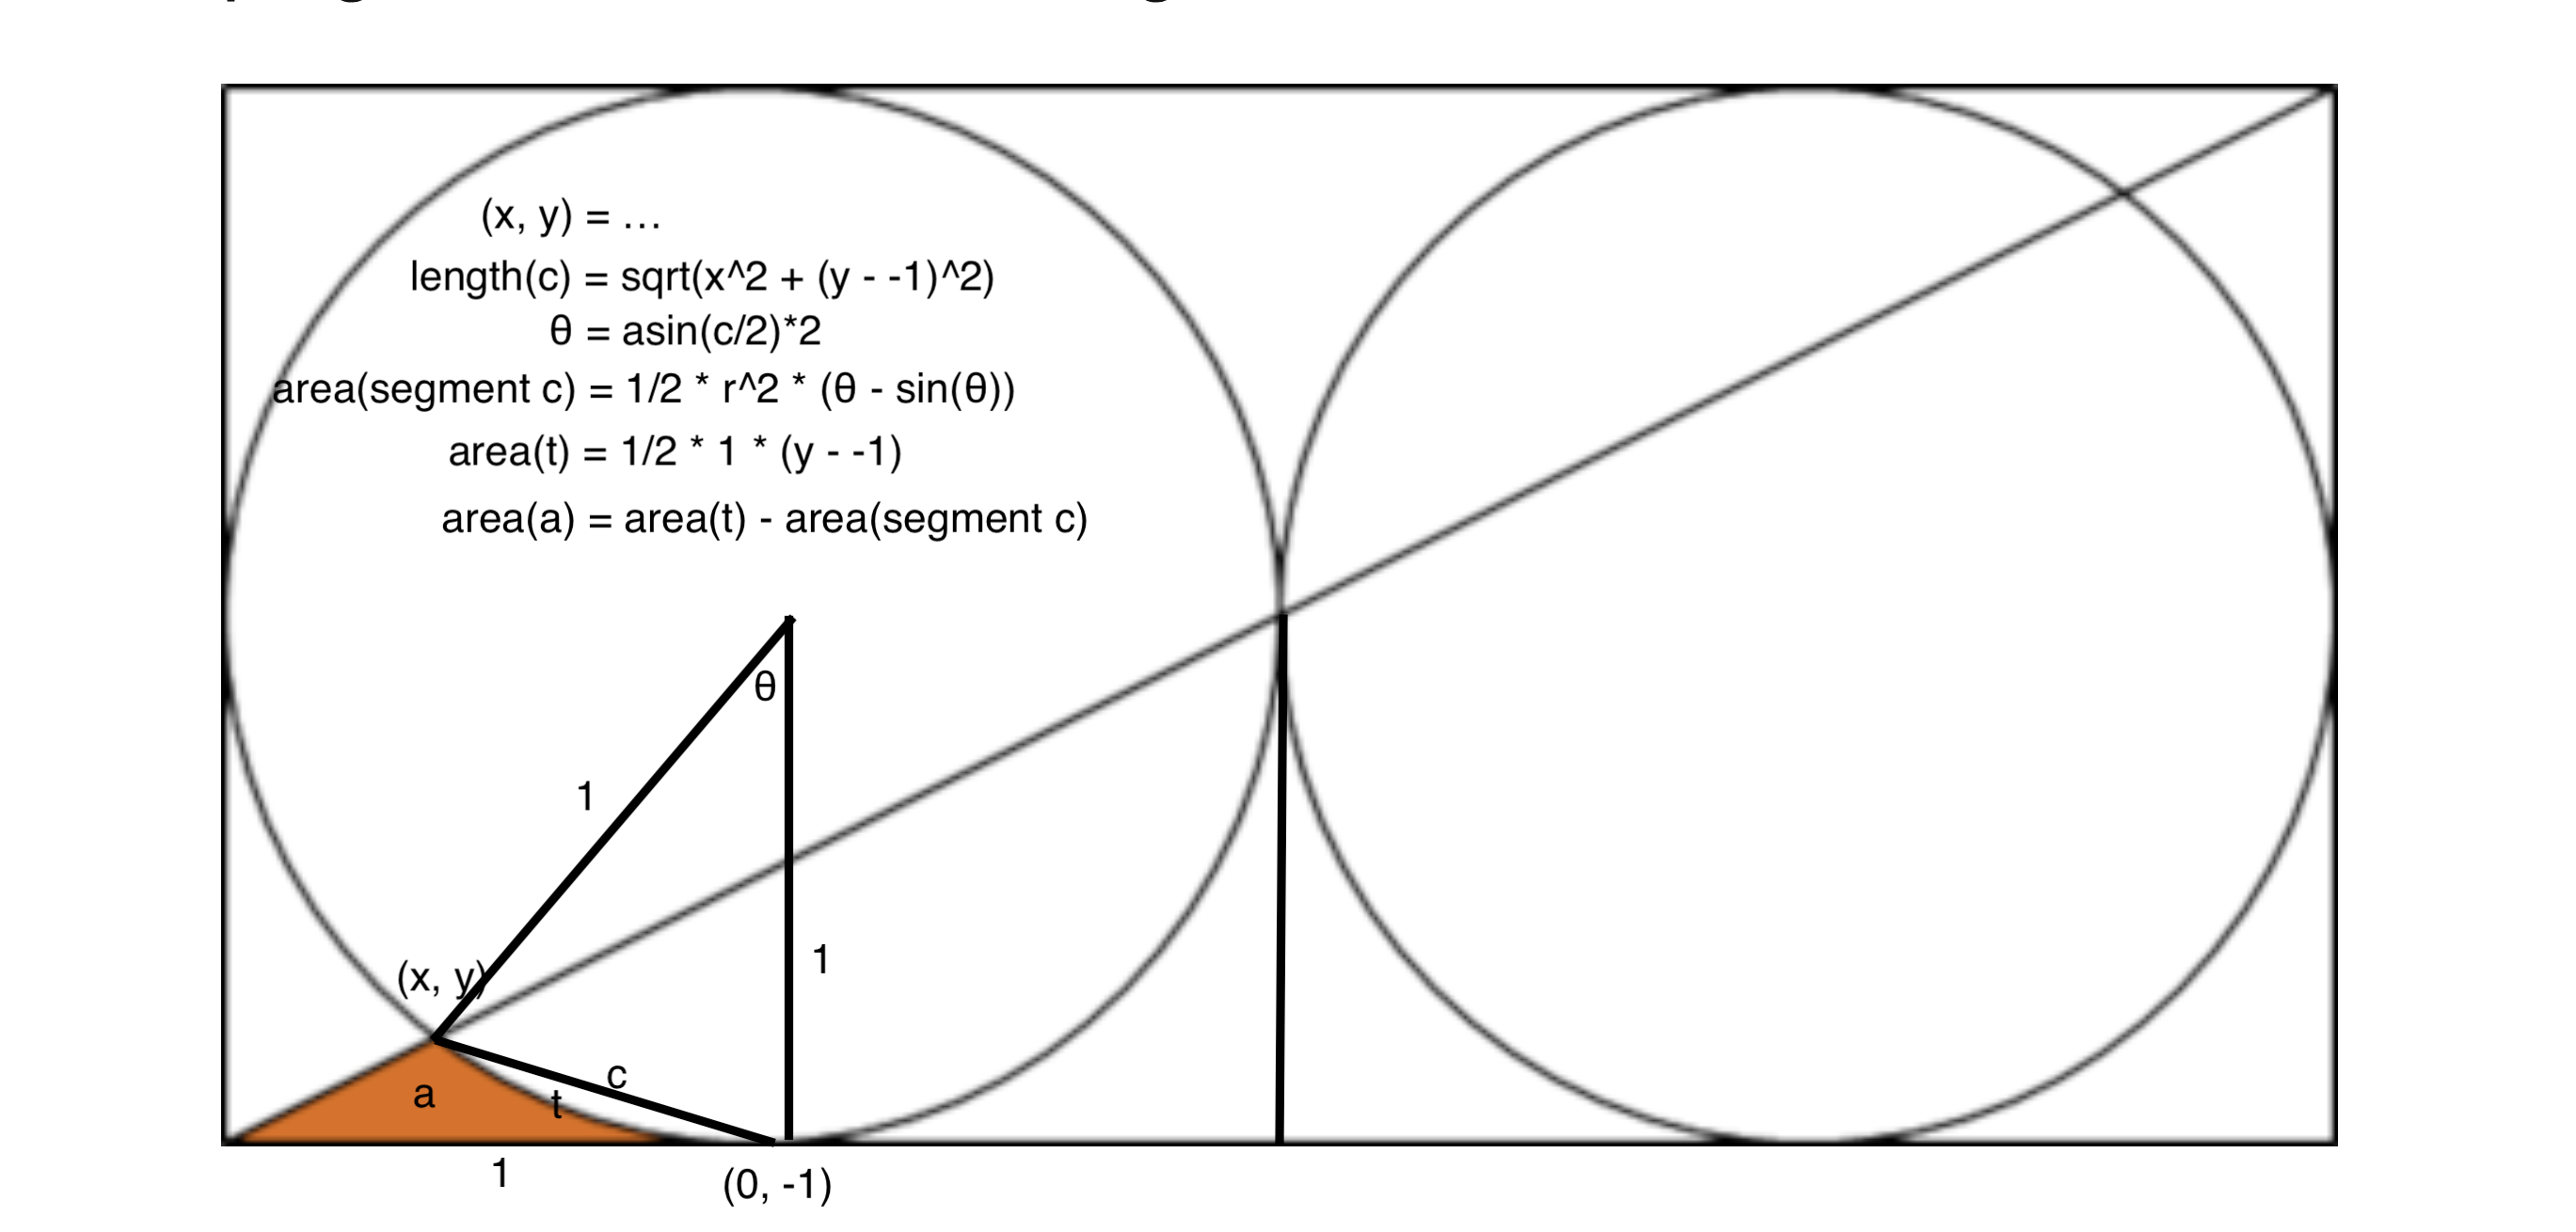 (x, y) = ...
length(c) = sqrt(x^2 + (y - -1)^2)
θ = asin(c/2)*2
area(segment c) = 1/2 * r^2 * (θ - sin(θ))
area(t) = 1/2 * 1 * (y - -1)
area(a) = area(t) - area(segment c)
θ
1
1
(x, y)
c
a
t
1
(0, -1)